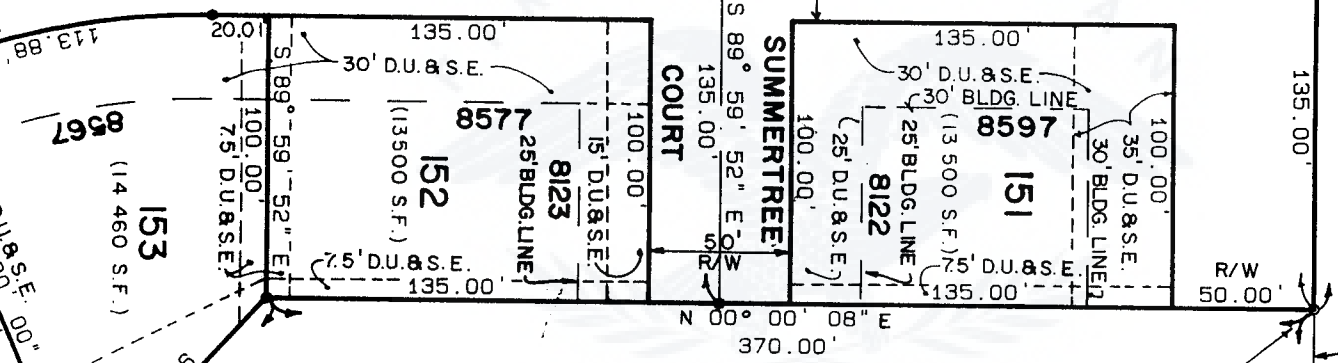 113.88'
20.01'
135.00'
30' D.U.&S.E.
8567
8577
153
(14 460 S.F.)
7.5' D.U.&S.E.
100.00'
S 89° 59' 52" E
152
(13500 S.F.)
25' BLDG. LINE
8123
15' D.U.&S.E.
100.00'
7.5' D.U.&S.E.
135.00'
D.U.&S.E.
00"
COURT
135.00'
S 89° 59' 52" E
SUMMERTREE
50'
R/W
N 00° 00' 08" E
370.00'
135.00'
30' D.U.&S.E.
30' BLDG. LINE
8597
100.00'
25' D.U.&S.E.
8122
25' BLDG. LINE
(13 500 S.F.)
151
30' BLDG. LINE
35' D.U.&S.E.
100.00'
7.5' D.U.&S.E.
135.00'
R/W
50.00'
135.00'